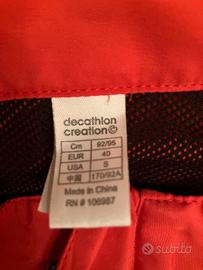 decathlon
creation©
Cm 92/95
EUR 40
USA S
中国 170/92A
Made in China
RN # 106987
subito